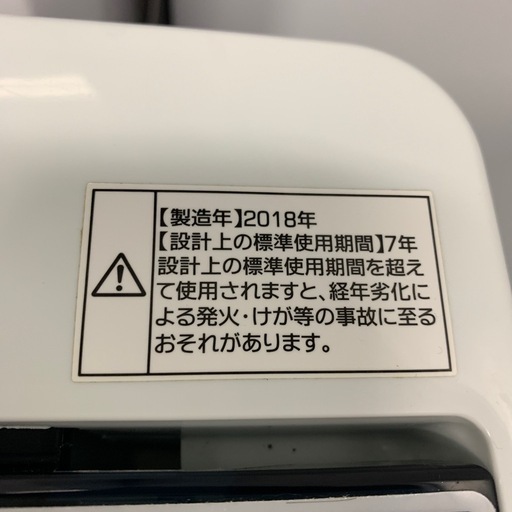 【製造年】2018年
【設計上の標準使用期間】7年
設計上の標準使用期間を超え
て使用されますと、経年劣化に
よる発火・けが等の事故に至る
おそれがあります。